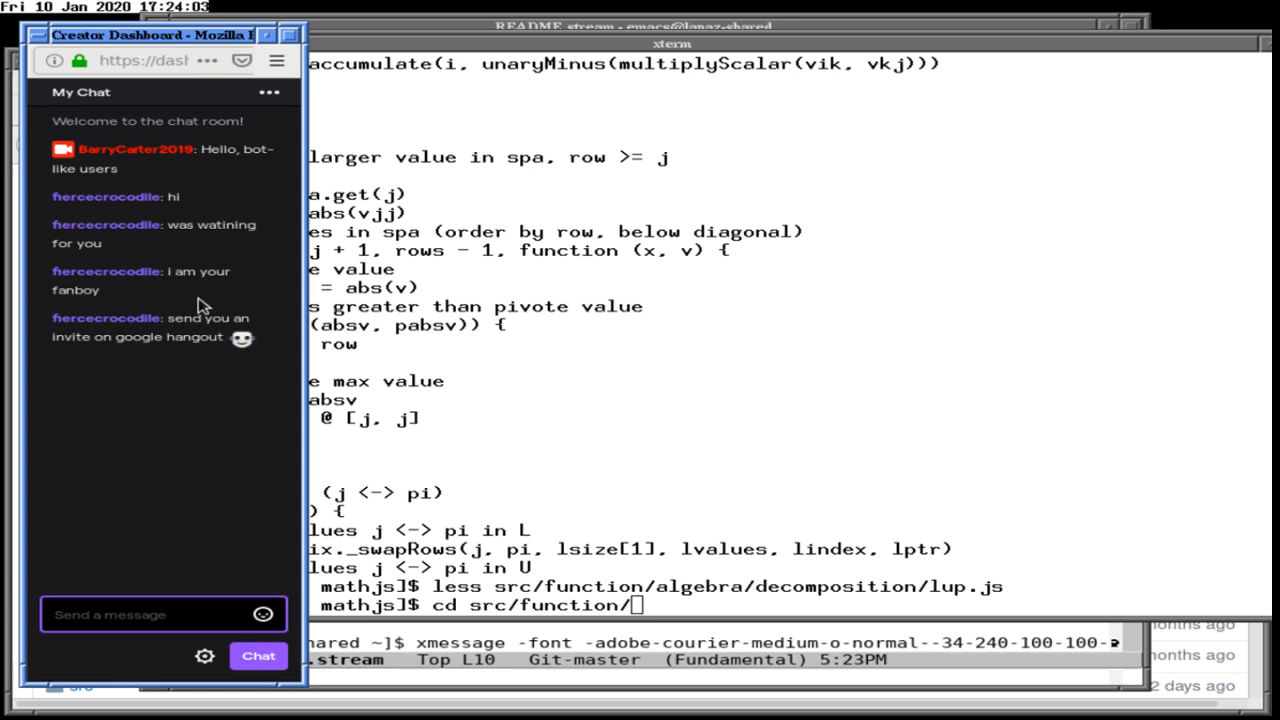 Fri 10 Jan 2020 17:24:03
README.stream - emacs@lanaz-shared
Creator Dashboard - Mozilla F
xterm
https://dash
My Chat
Welcome to the chat room!
BarryCarter2019: Hello, bot-
like users
fiercecrocodile: hi
fiercecrocodile: was watining
for you
fiercecrocodile: i am your
fanboy
fiercecrocodile: send you an
invite on google hangout
Send a message
Chat
accumulate(i, unaryMinus(multiplyScalar(vik, vkj)))
larger value in spa, row >= j
a.get(j)
abs(vjj)
es in spa (order by row, below diagonal)
j + 1, rows - 1, function (x, v) {
e value
= abs(v)
s greater than pivote value
(absv, pabsv)) {
row
e max value
absv
@ [j, j]
(j <-> pi)
) {
lues j <-> pi in L
ix._swapRows(j, pi, lsize[1], lvalues, lindex, lptr)
lues j <-> pi in U
mathjs]$ less src/function/algebra/decomposition/lup.js
mathjs]$ cd src/function/
hared ~]$ xmessage -font -adobe-courier-medium-o-normal--34-240-100-100-
.stream Top L10 Git-master (Fundamental) 5:23PM
months ago
months ago
2 days ago
src